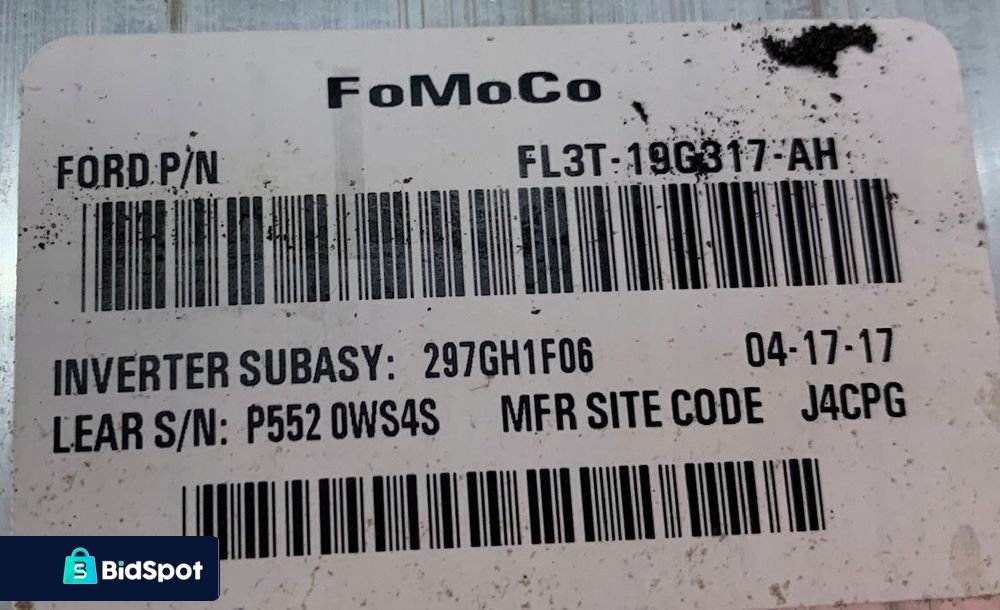 FoMoCo
FORD P/N FL3T-19G317-AH
INVERTER SUBASY: 297GH1F06 04-17-17
LEAR S/N: P552 0WS4S MFR SITE CODE J4CPG
BidSpot